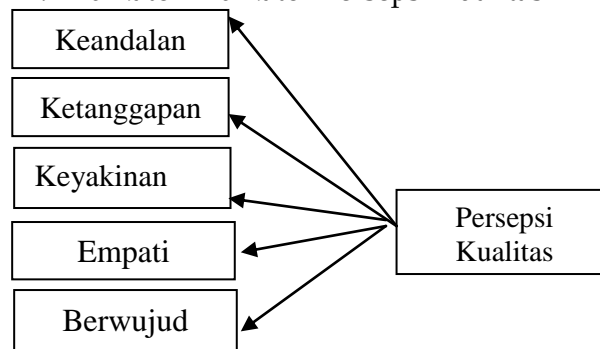 Keandalan
Ketanggapan
Keyakinan
Empati
Berwujud
Persepsi
Kualitas